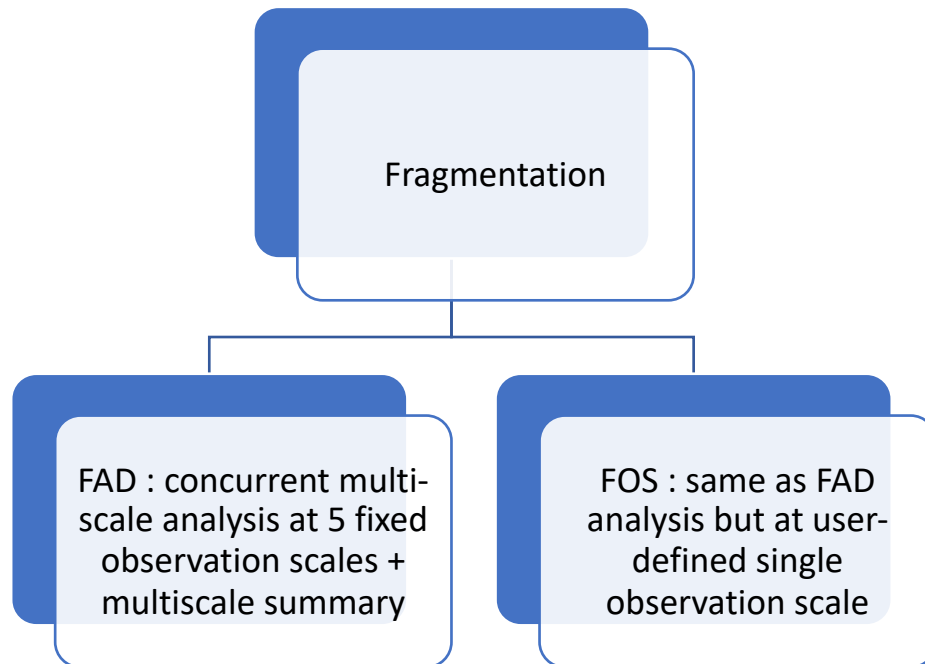 Fragmentation
FAD : concurrent multi-
scale analysis at 5 fixed
observation scales +
multiscale summary
FOS : same as FAD
analysis but at user-
defined single
observation scale